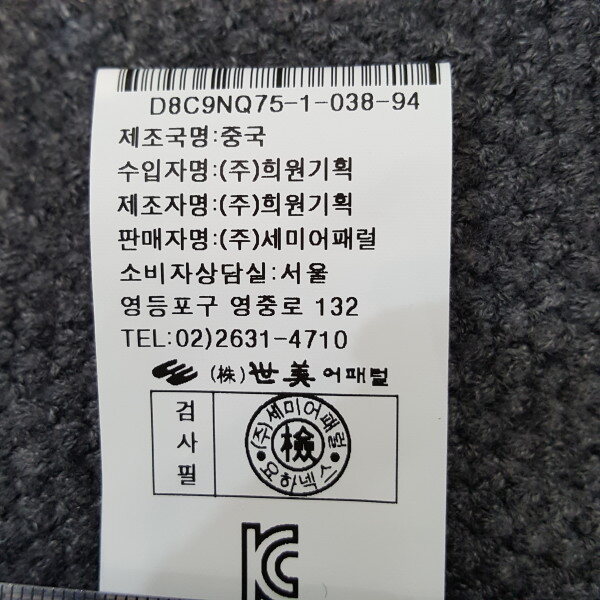 D8C9NQ75-1-038-94
제조국명:중국
수입자명:(주)희원기획
제조자명:(주)희원기획
판매자명:(주)세미어패럴
소비자상담실:서울
영등포구 영중로 132
TEL:02)2631-4710
(株)世美어패럴
검사필
(주)세미어패럴
檢
요하넥스
KC